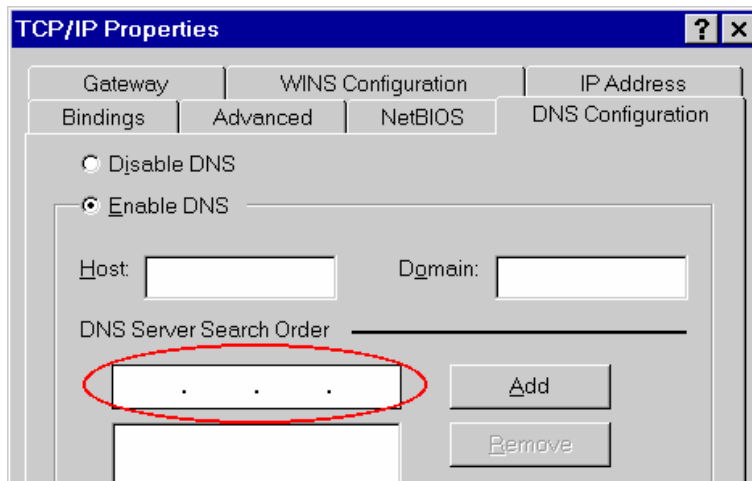 TCP/IP Properties ? ×
Gateway WINS Configuration IP Address
Bindings Advanced NetBIOS DNS Configuration
Disable DNS
Enable DNS
Host: Domain:
DNS Server Search Order
. . . Add
Remove